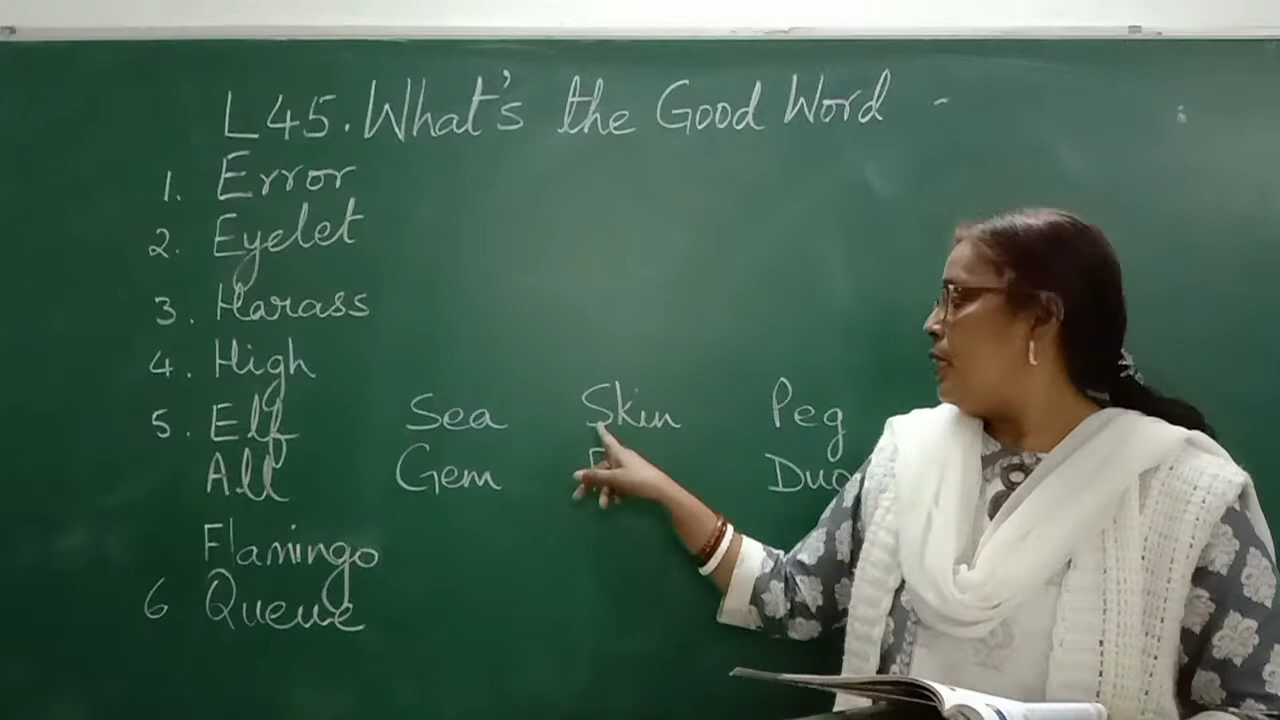 L45. What's the Good Word -
1. Error
2. Eyelet
3. Harass
4. High
5. Elf Sea Skin Peg
All Gem Duo
Flamingo
6 Queue